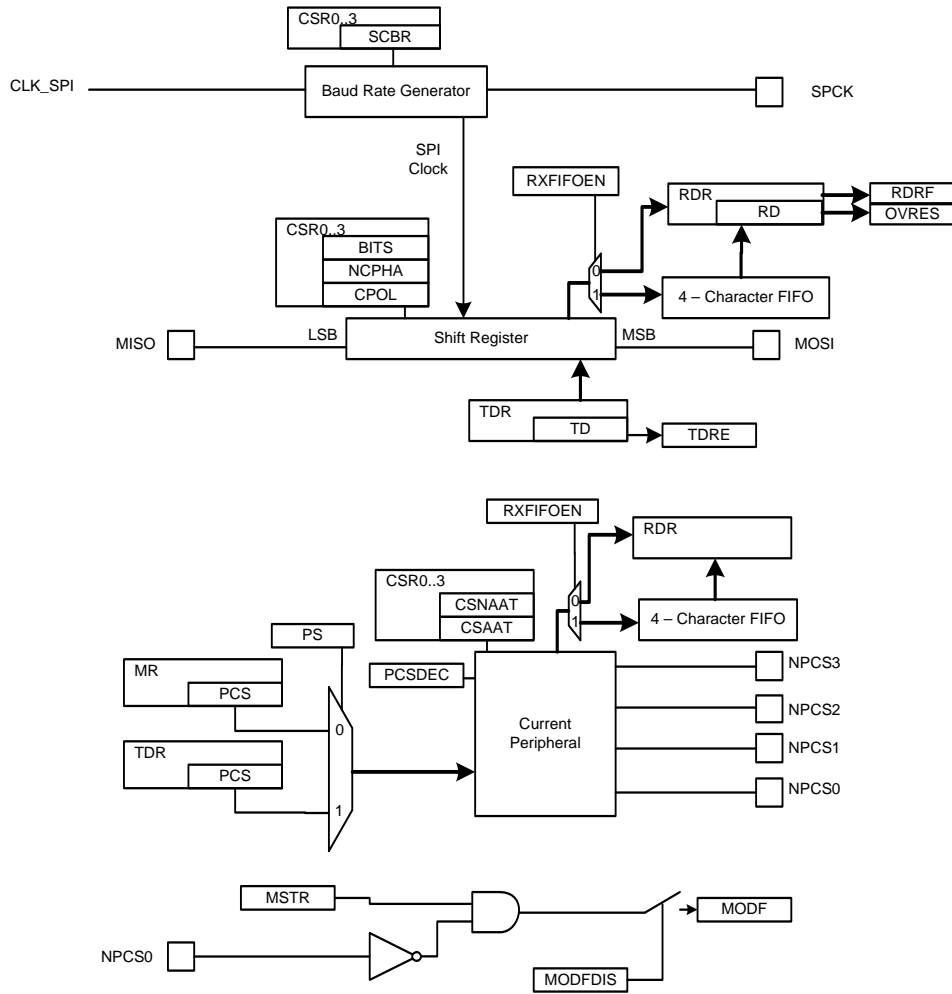 CSR0..3
SCBR
CLK_SPI
Baud Rate Generator
SPCK
SPI
Clock
RXFIFOEN
RDR
RD
RDRF
OVRES
CSR0..3
BITS
NCPHA
CPOL
0
1
4 – Character FIFO
MISO
LSB
Shift Register
MSB
MOSI
TDR
TD
TDRE
RXFIFOEN
RDR
CSR0..3
CSNAAT
CSAAT
0
1
4 – Character FIFO
PS
MR
PCS
PCSDEC
NPCS3
0
Current
Peripheral
NPCS2
TDR
PCS
NPCS1
1
NPCS0
MSTR
MODF
NPCS0
MODFDIS